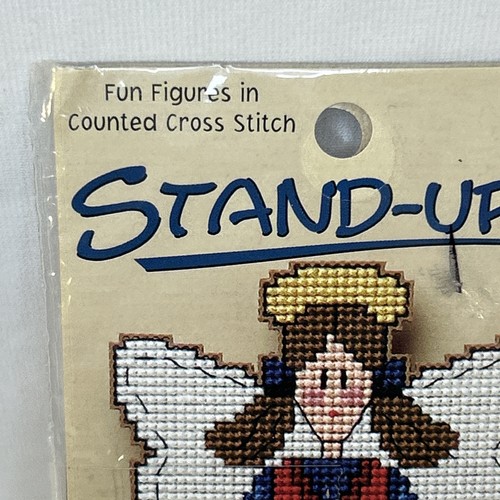 Fun Figures in
Counted Cross Stitch
STAND-UP